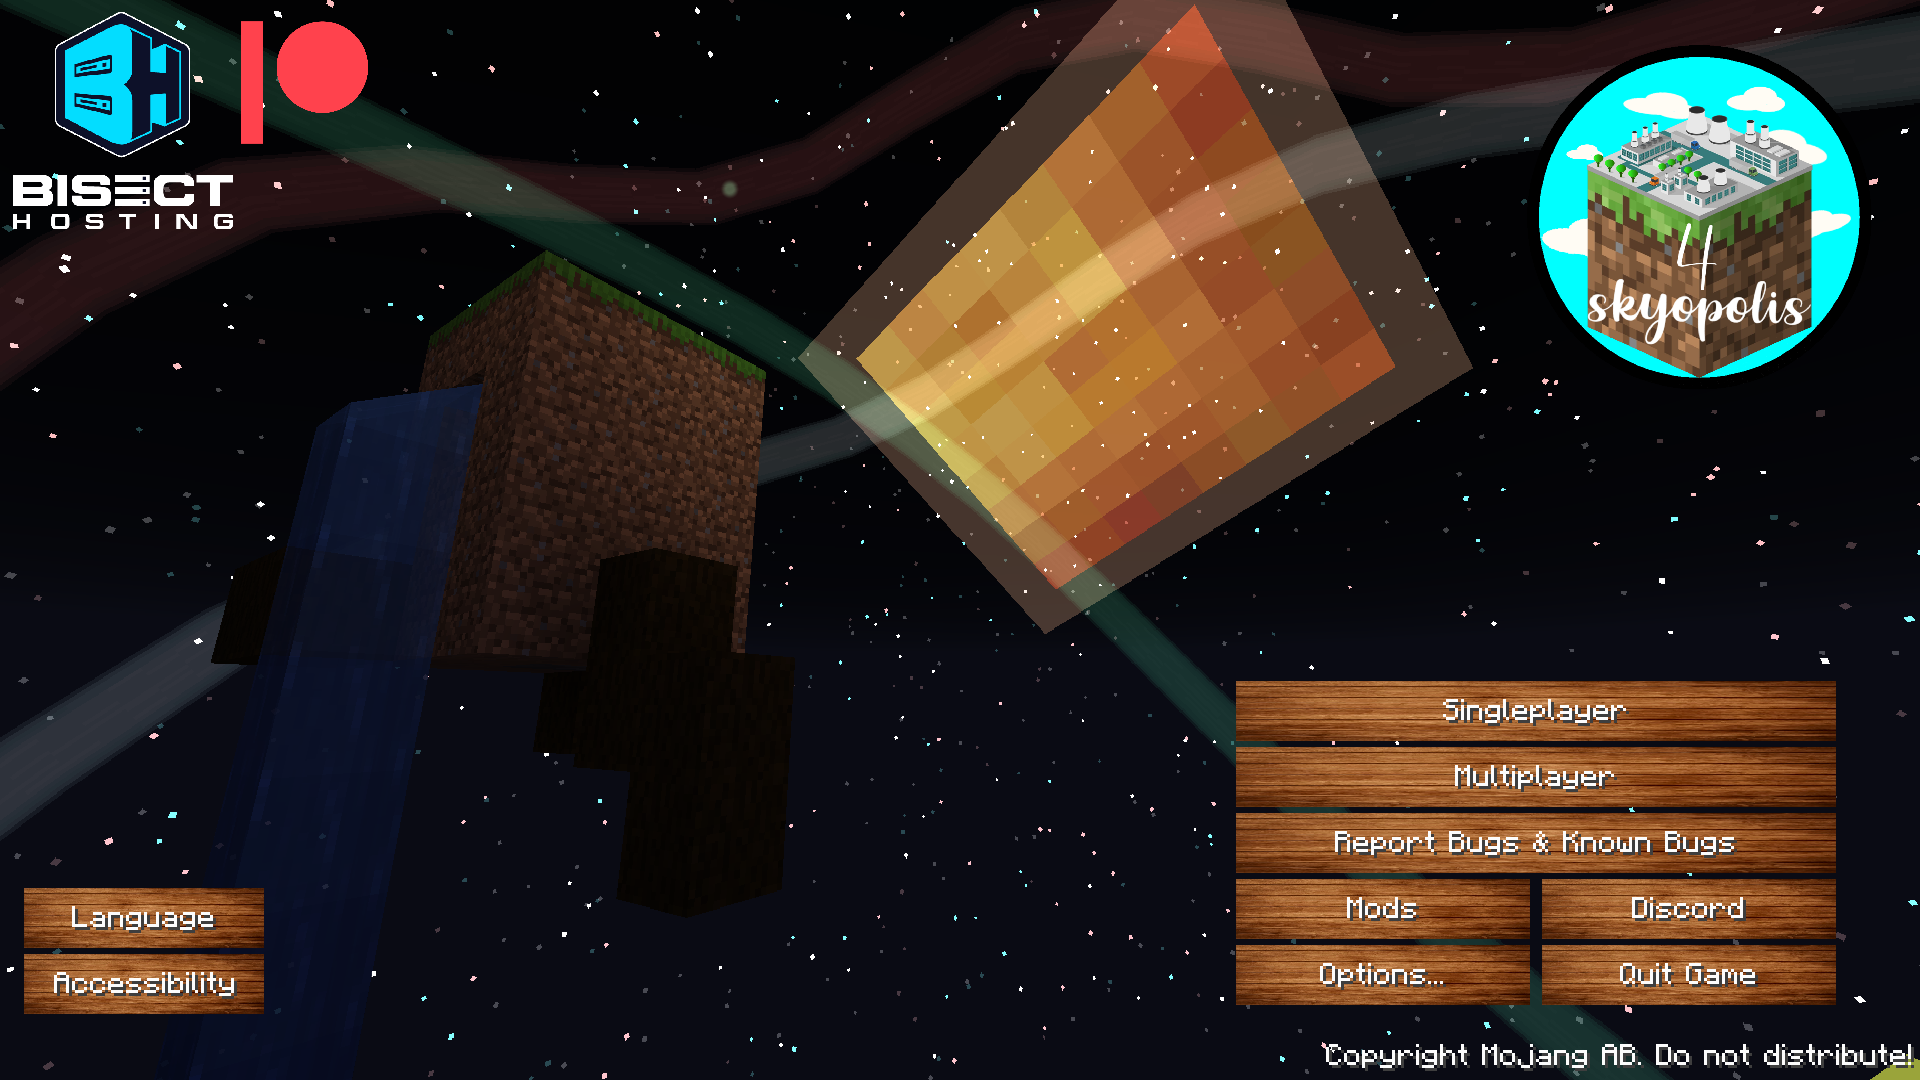 BH
BISECT
HOSTING
4
skyopolis
Singleplayer
Multiplayer
Report Bugs & Known Bugs
Mods
Discord
Options...
Quit Game
Language
Accessibility
Copyright Mojang AB. Do not distribute!